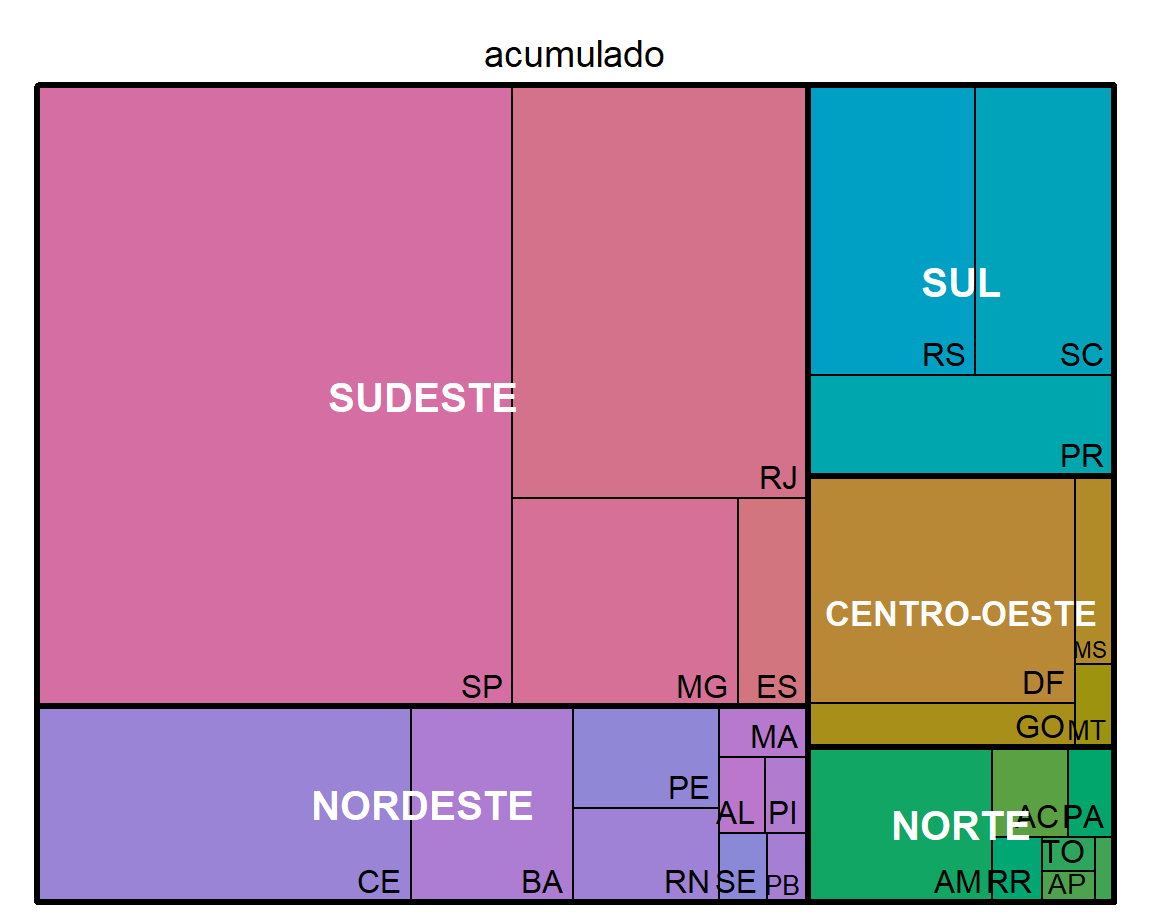 acumulado
SUL
RS
SC
SUDESTE
PR
RJ
CENTRO-OESTE
MS
SP
MG
ES
DF
GO
MT
MA
PE
NORDESTE
AL
PI
NORTE
AC
PA
TO
CE
BA
RN
SE
PB
AM
RR
AP